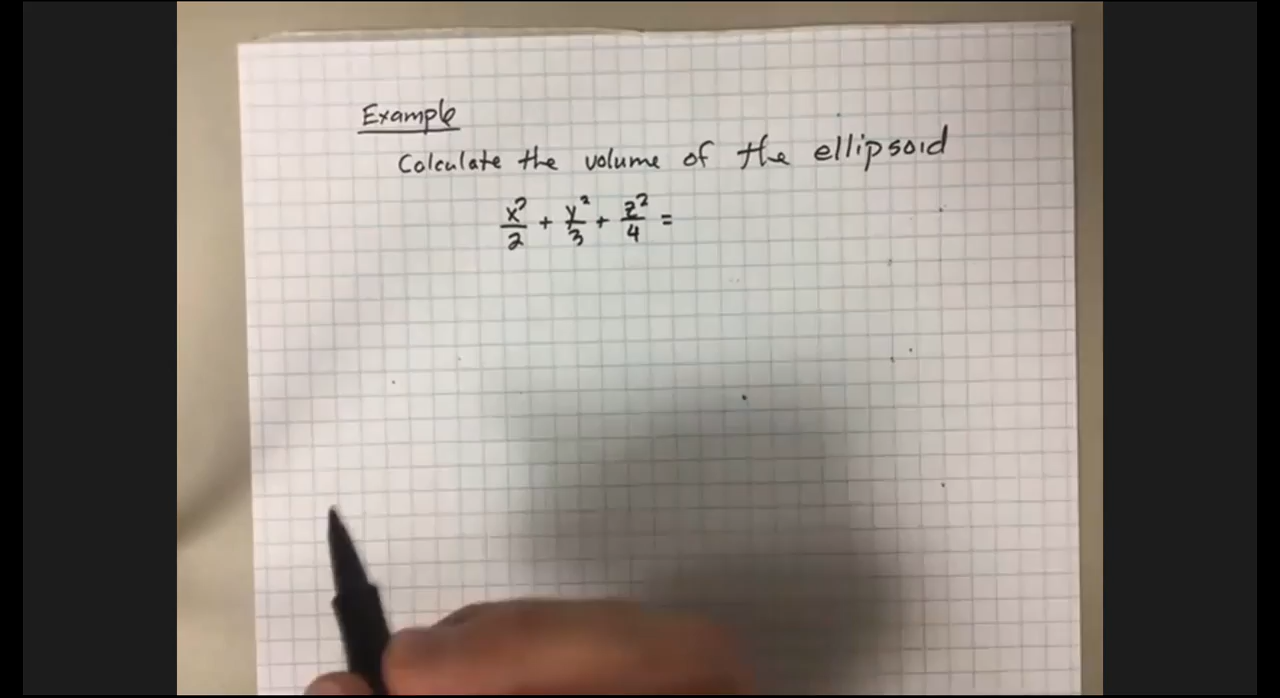 Example
Calculate the volume of the ellipsoid
x²/2 + y²/3 + z²/4 =